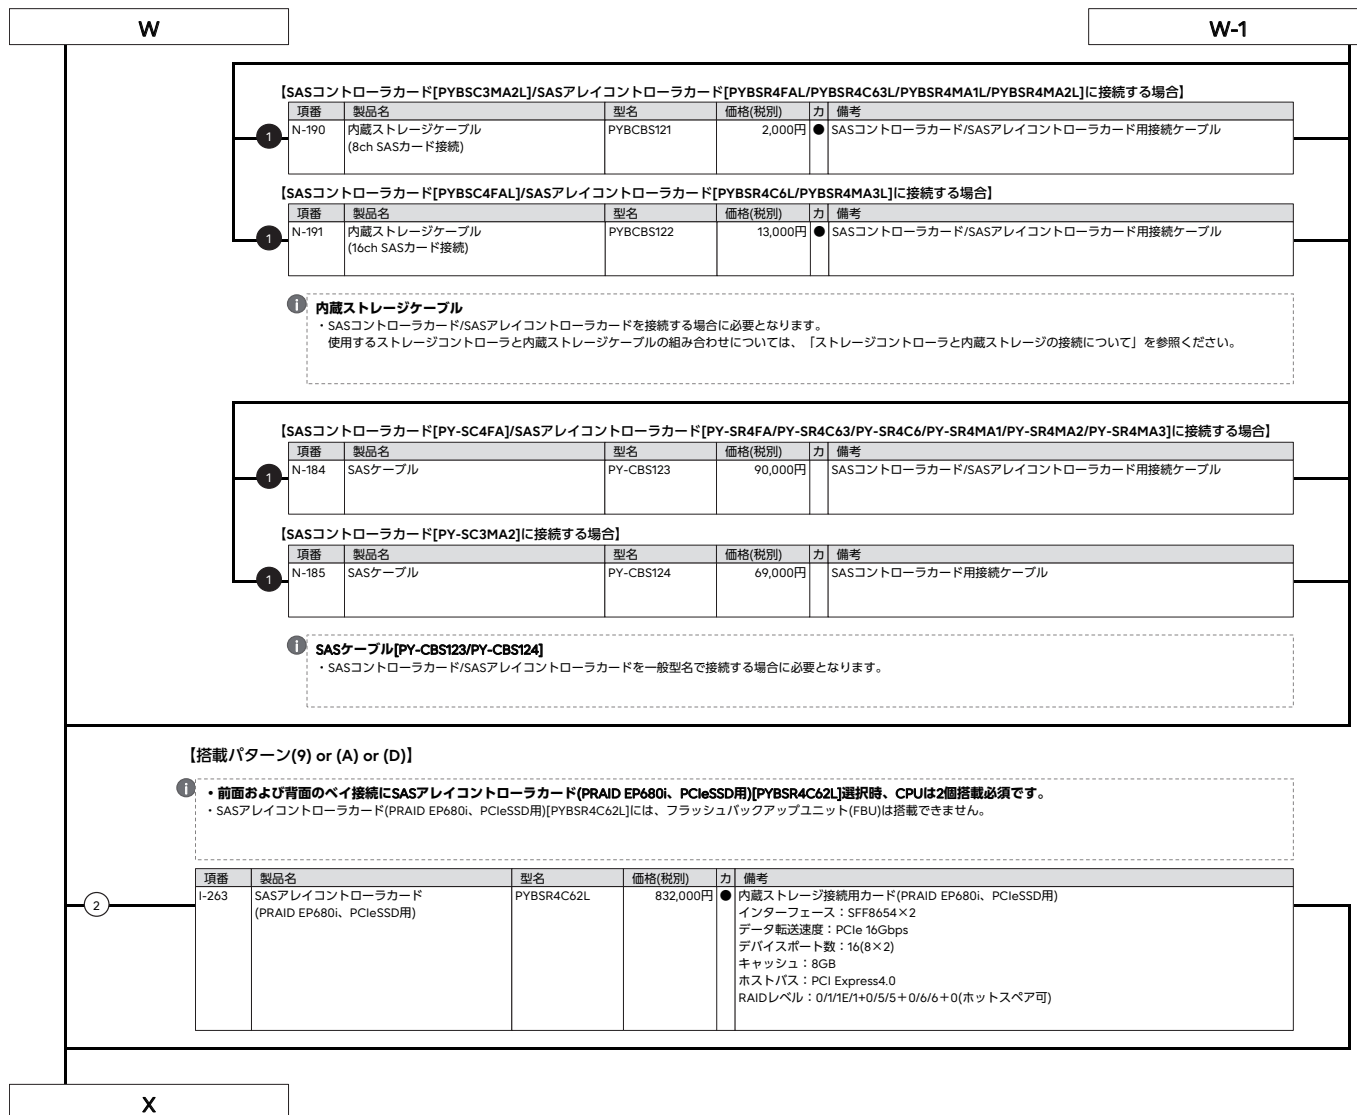 W
W-1
【SASコントローラカード[PYBSC3MA2L]/SASアレイコントローラカード[PYBSR4FAL/PYBSR4C63L/PYBSR4MA1L/PYBSR4MA2L]に接続する場合】
項番 製品名 型名 価格(税別) カ 備考
1 N-190 内蔵ストレージケーブル PYBCBS121 2,000円 ● SASコントローラカード/SASアレイコントローラカード用接続ケーブル
(8ch SASカード接続)
【SASコントローラカード[PYBSC4FAL]/SASアレイコントローラカード[PYBSR4C6L/PYBSR4MA3L]に接続する場合】
項番 製品名 型名 価格(税別) カ 備考
1 N-191 内蔵ストレージケーブル PYBCBS122 13,000円 ● SASコントローラカード/SASアレイコントローラカード用接続ケーブル
(16ch SASカード接続)
i 内蔵ストレージケーブル
・SASコントローラカード/SASアレイコントローラカードを接続する場合に必要となります。
使用するストレージコントローラと内蔵ストレージケーブルの組み合わせについては、「ストレージコントローラと内蔵ストレージの接続について」を参照ください。
【SASコントローラカード[PY-SC4FA]/SASアレイコントローラカード[PY-SR4FA/PY-SR4C63/PY-SR4C6/PY-SR4MA1/PY-SR4MA2/PY-SR4MA3]に接続する場合】
項番 製品名 型名 価格(税別) カ 備考
1 N-184 SASケーブル PY-CBS123 90,000円 SASコントローラカード/SASアレイコントローラカード用接続ケーブル
【SASコントローラカード[PY-SC3MA2]に接続する場合】
項番 製品名 型名 価格(税別) カ 備考
1 N-185 SASケーブル PY-CBS124 69,000円 SASコントローラカード用接続ケーブル
i SASケーブル[PY-CBS123/PY-CBS124]
・SASコントローラカード/SASアレイコントローラカードを一般型名で接続する場合に必要となります。
【搭載パターン(9) or (A) or (D)】
i ・前面および背面のベイ接続にSASアレイコントローラカード(PRAID EP680i、PCIeSSD用)[PYBSR4C62L]選択時、CPUは2個搭載必須です。
・SASアレイコントローラカード(PRAID EP680i、PCIeSSD用)[PYBSR4C62L]には、フラッシュバックアップユニット(FBU)は搭載できません。
項番 製品名 型名 価格(税別) カ 備考
2 I-263 SASアレイコントローラカード PYBSR4C62L 832,000円 ● 内蔵ストレージ接続用カード(PRAID EP680i、PCIeSSD用)
(PRAID EP680i、PCIeSSD用) インターフェース：SFF8654×2
データ転送速度：PCIe 16Gbps
デバイスポート数：16(8×2)
キャッシュ：8GB
ホストバス：PCI Express4.0
RAIDレベル：0/1/1E/1+0/5/5＋0/6/6＋0(ホットスペア可)
X